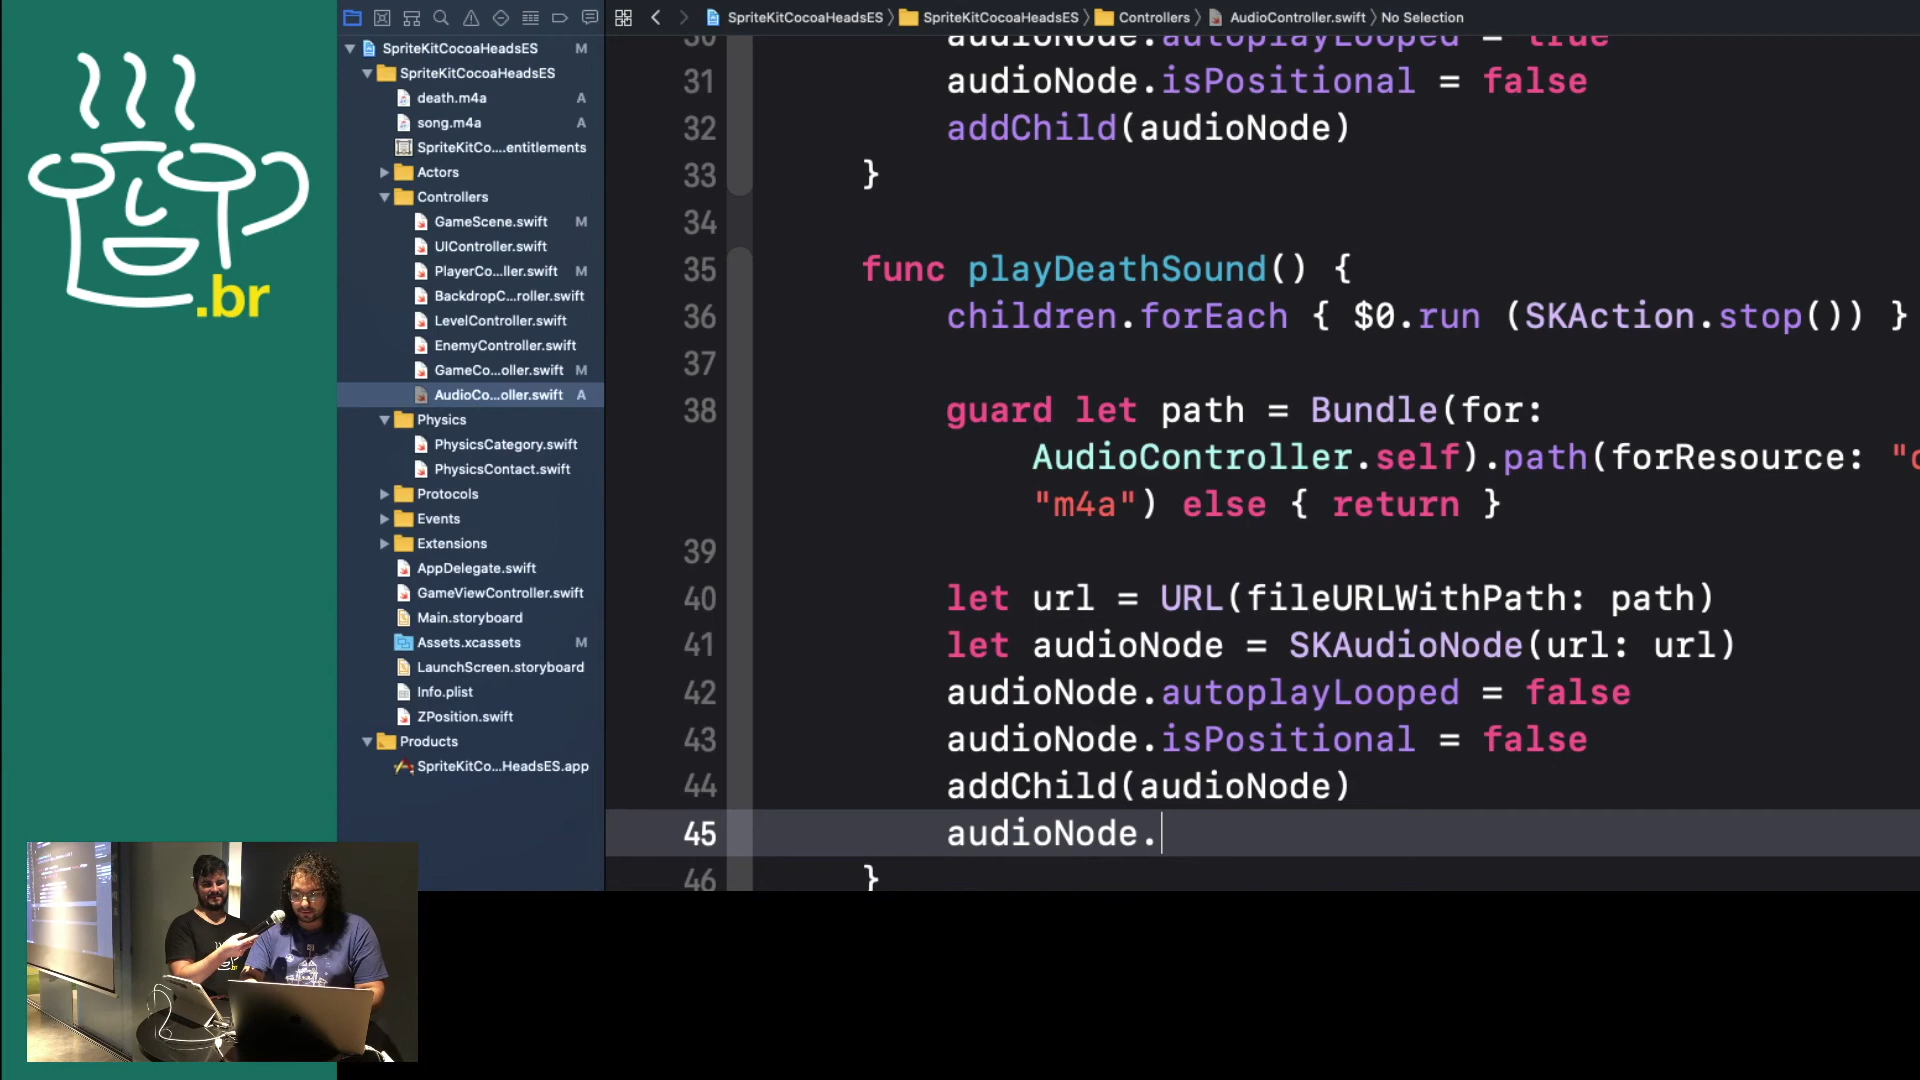 .br
SpriteKitCocoaHeadsES M
SpriteKitCocoaHeadsES
death.m4a A
song.m4a A
SpriteKitCo....entitlements
Actors
Controllers
GameScene.swift M
UIController.swift
PlayerCo...ller.swift M
BackdropC...roller.swift
LevelController.swift
EnemyController.swift
GameCo...oller.swift M
AudioCo...oller.swift A
Physics
PhysicsCategory.swift
PhysicsContact.swift
Protocols
Events
Extensions
AppDelegate.swift
GameViewController.swift
Main.storyboard
Assets.xcassets M
LaunchScreen.storyboard
Info.plist
ZPosition.swift
Products
SpriteKitCo...HeadsES.app
SpriteKitCocoaHeadsES 〉 SpriteKitCocoaHeadsES 〉 Controllers 〉 AudioController.swift 〉 No Selection
30 audioNode.autoplayLooped = true
31 audioNode.isPositional = false
32 addChild(audioNode)
33 }
34
35 func playDeathSound() {
36 children.forEach { $0.run (SKAction.stop()) }
37
38 guard let path = Bundle(for:
AudioController.self).path(forResource: "
"m4a") else { return }
39
40 let url = URL(fileURLWithPath: path)
41 let audioNode = SKAudioNode(url: url)
42 audioNode.autoplayLooped = false
43 audioNode.isPositional = false
44 addChild(audioNode)
45 audioNode.
46 }